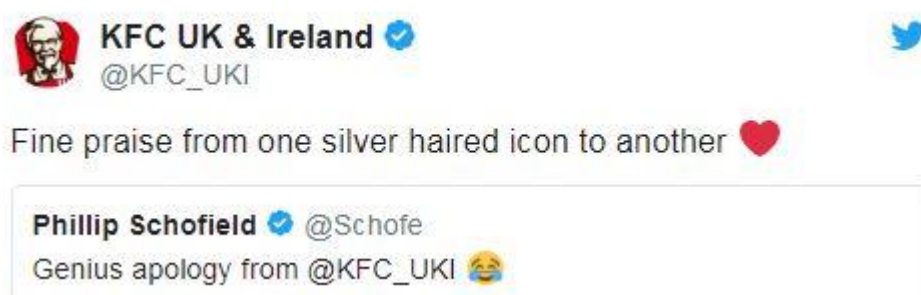 KFC UK & Ireland
@KFC_UKI
Fine praise from one silver haired icon to another ❤
Phillip Schofield @Schofe
Genius apology from @KFC_UKI 😂